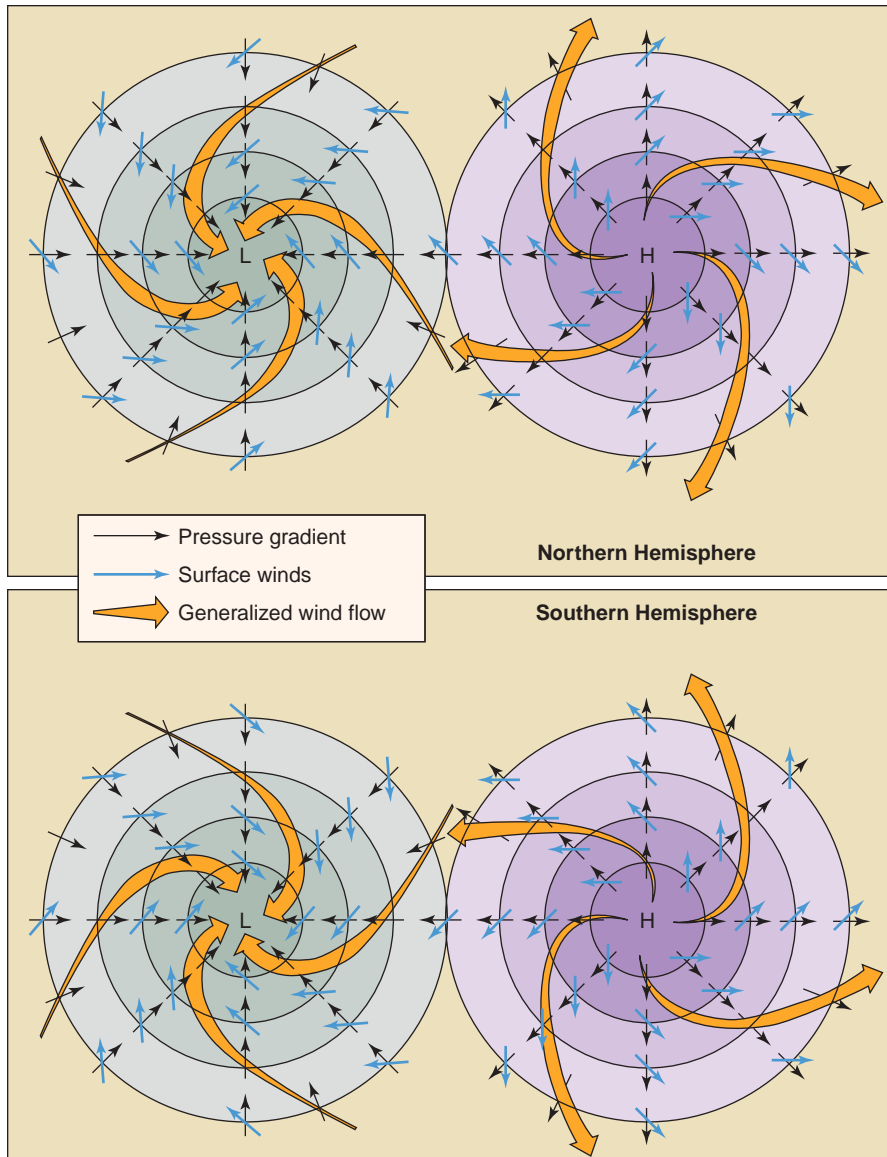 L
H
Northern Hemisphere
Pressure gradient
Surface winds
Generalized wind flow
Southern Hemisphere
L
H